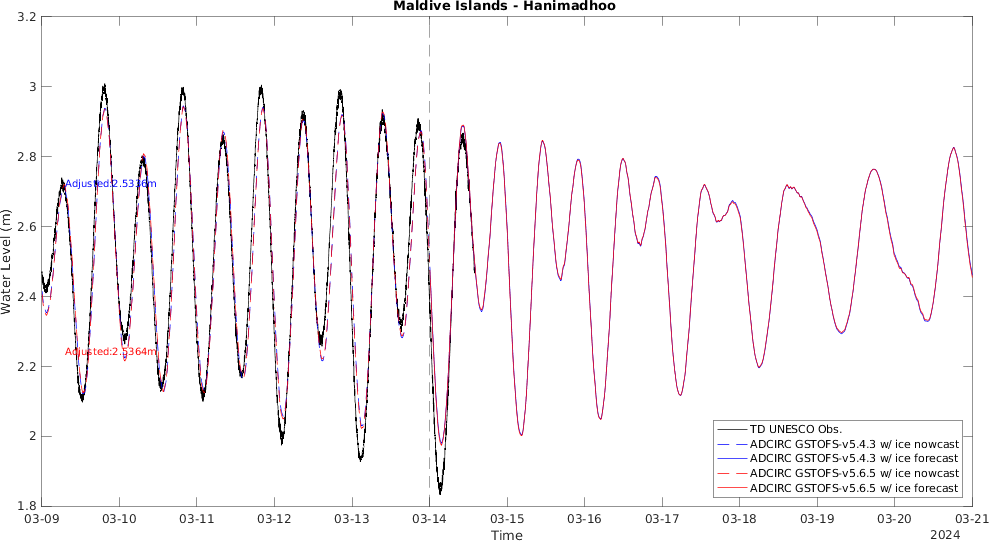 Maldive Islands - Hanimadhoo
3.2
3
2.8
2.6
2.4
2.2
2
1.8
Water Level (m)
Adjusted:2.5336m
Adjusted:2.5364m
TD UNESCO Obs.
ADCIRC GSTOFS-v5.4.3 w/ ice nowcast
ADCIRC GSTOFS-v5.4.3 w/ ice forecast
ADCIRC GSTOFS-v5.6.5 w/ ice nowcast
ADCIRC GSTOFS-v5.6.5 w/ ice forecast
03-09 03-10 03-11 03-12 03-13 03-14 03-15 03-16 03-17 03-18 03-19 03-20 03-21
Time
2024